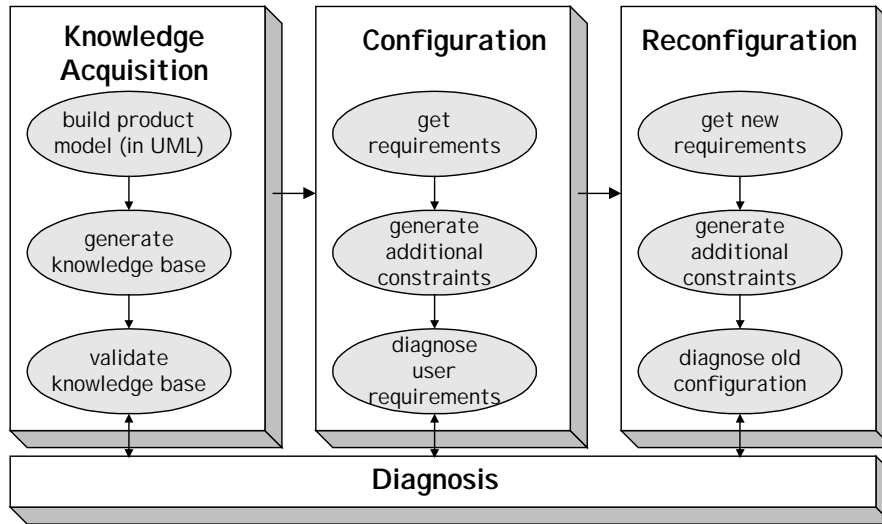 Knowledge
Acquisition
build product
model (in UML)
generate
knowledge base
validate
knowledge base
Configuration
get
requirements
generate
additional
constraints
diagnose
user
requirements
Reconfiguration
get new
requirements
generate
additional
constraints
diagnose old
configuration
Diagnosis